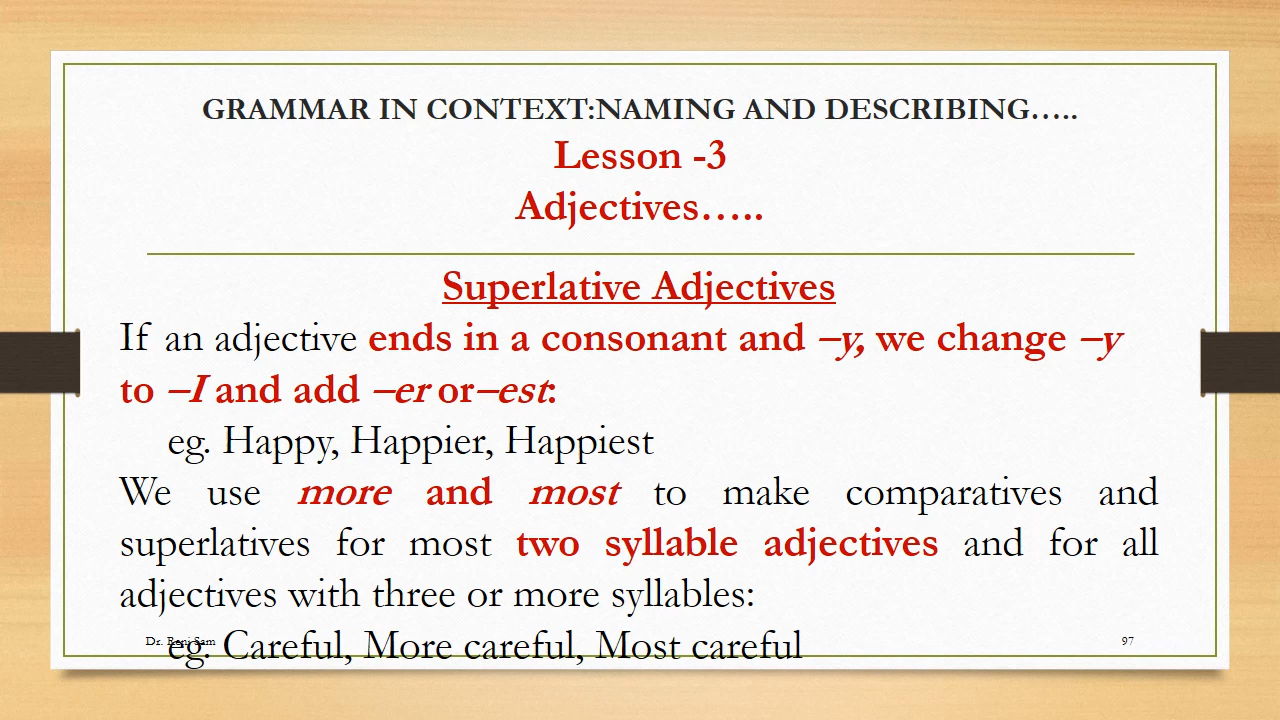 GRAMMAR IN CONTEXT:NAMING AND DESCRIBING…..
Lesson -3
Adjectives…..
Superlative Adjectives
If an adjective ends in a consonant and –y, we change –y
to –I and add –er or–est:
eg. Happy, Happier, Happiest
We use more and most to make comparatives and
superlatives for most two syllable adjectives and for all
adjectives with three or more syllables:
eg. Careful, More careful, Most careful
Dr. Reni Sam
97